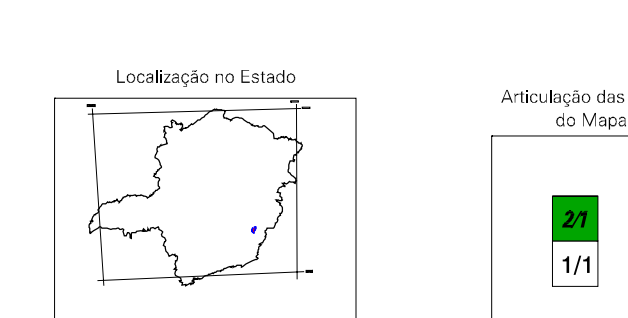 Localização no Estado
Articulação das
do Mapa
2/1
1/1